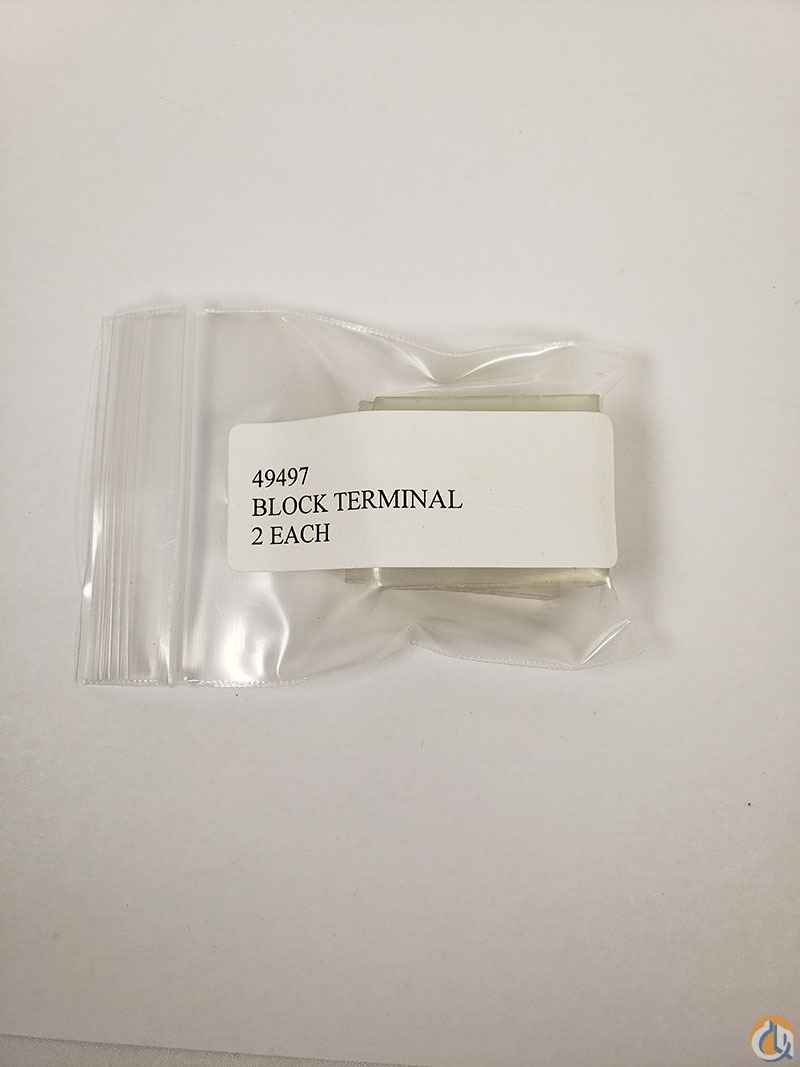 49497
BLOCK TERMINAL
2 EACH